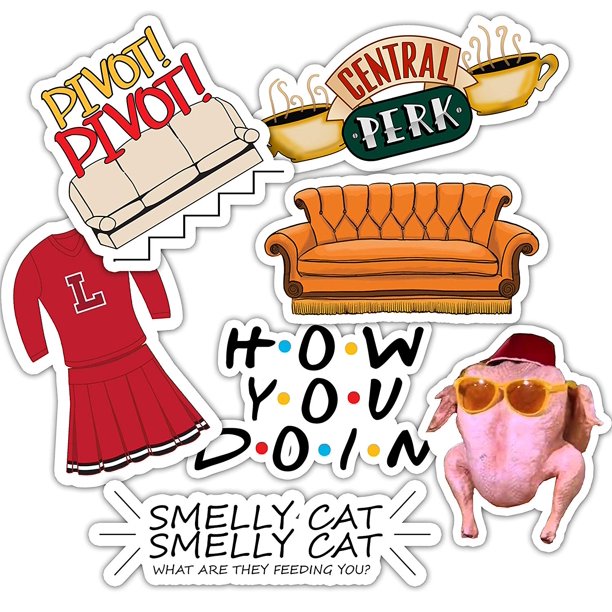 PIVOT!
PIVOT!
CENTRAL
PERK
L
H•O•W
Y•O•U
D•O•I•N
SMELLY CAT
SMELLY CAT
WHAT ARE THEY FEEDING YOU?